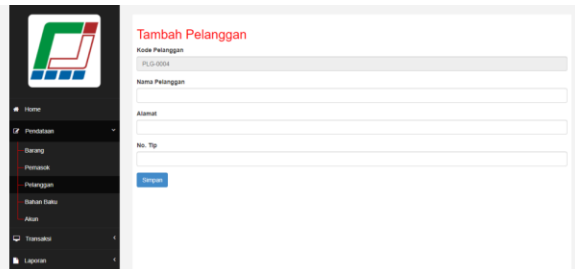 Tambah Pelanggan
Kode Pelanggan
PLG-0004
Nama Pelanggan
Alamat
No. Tlp
Simpan
Home
Pendataan
Barang
Pemasok
Pelanggan
Bahan Baku
Akun
Transaksi
Laporan